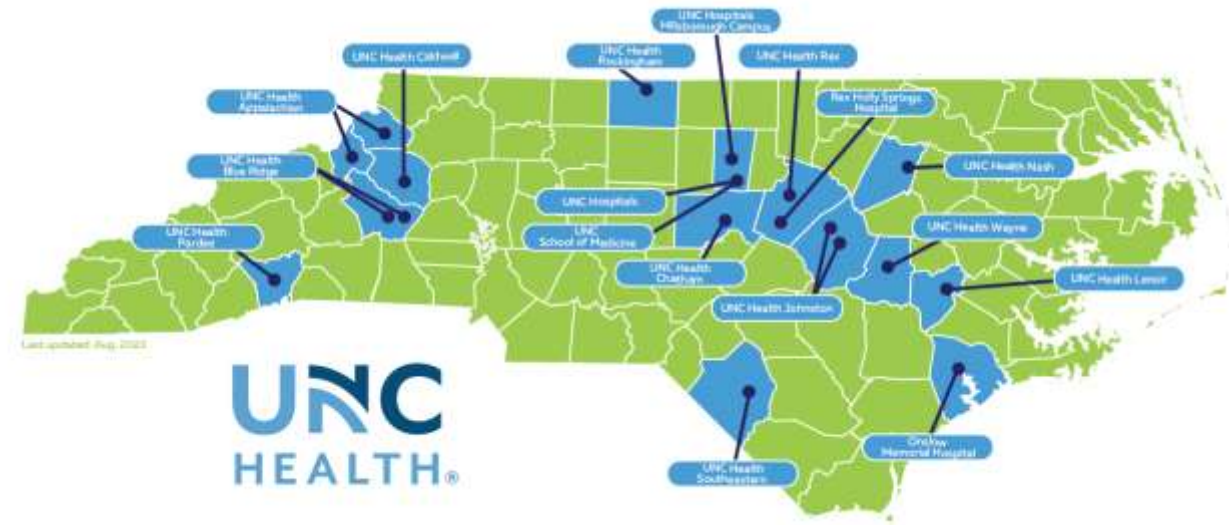 UNC Hospitals
Hillsborough Campus
UNC Health
Rockingham
UNC Health Rex
UNC Health Caldwell
UNC Health
Appalachian
Rex Holly Springs
Hospital
UNC Health
Blue Ridge
UNC Health Nash
UNC Hospitals
UNC
School of Medicine
UNC Health
Pardee
UNC Health Wayne
UNC Health
Chatham
UNC Health Lenoir
UNC Health Johnston
Last updated: Aug,
UNC
HEALTH®
Onslow
Memorial Hospital
UNC Health
Southeastern